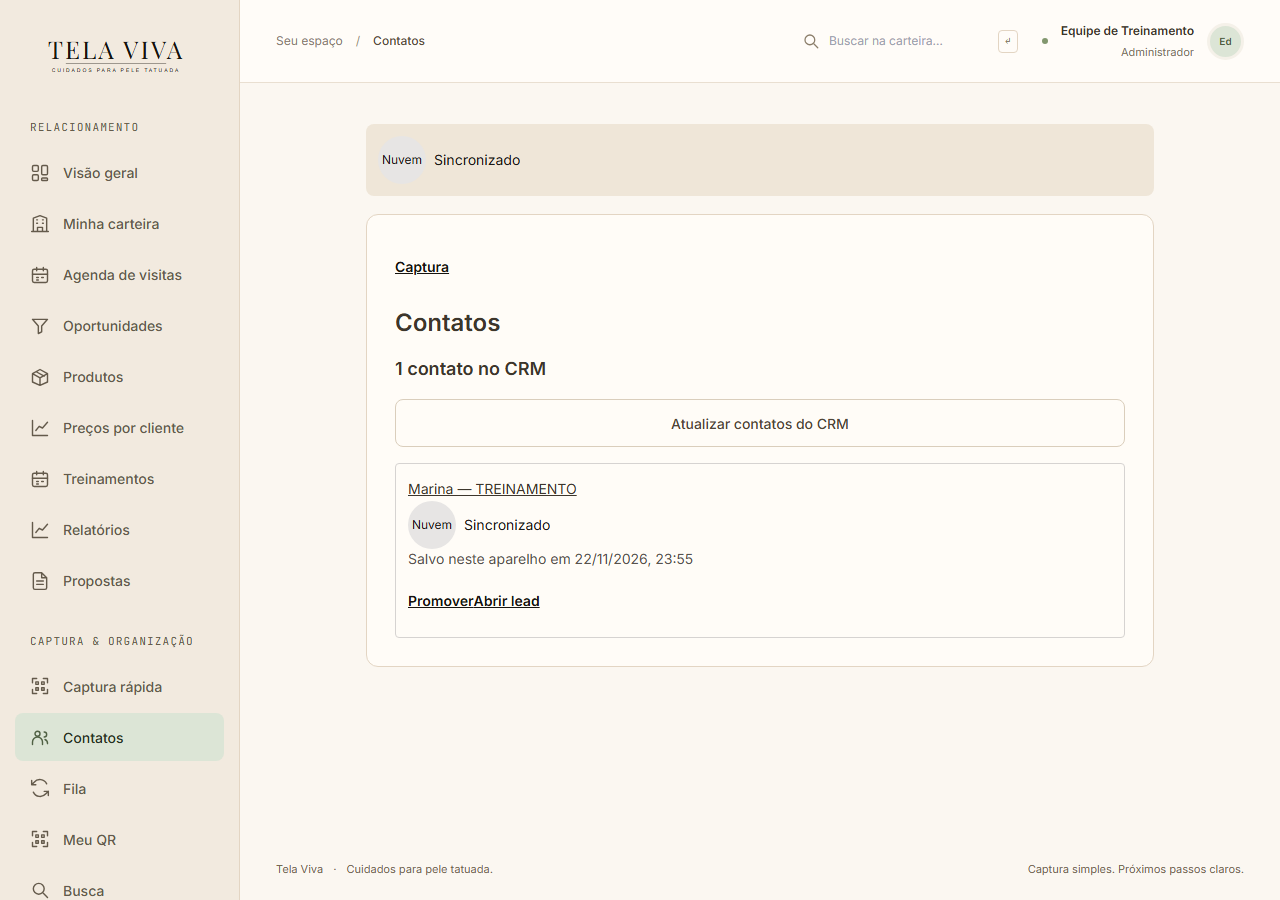 TELA VIVA
CUIDADOS PARA PELE TATUADA
RELACIONAMENTO
Visão geral
Minha carteira
Agenda de visitas
Oportunidades
Produtos
Preços por cliente
Treinamentos
Relatórios
Propostas
CAPTURA & ORGANIZAÇÃO
Captura rápida
Contatos
Fila
Meu QR
Busca
Seu espaço / Contatos
Buscar na carteira...
↵
Equipe de Treinamento
Administrador
Ed
Nuvem Sincronizado
Captura
Contatos
1 contato no CRM
Atualizar contatos do CRM
Marina — TREINAMENTO
Nuvem Sincronizado
Salvo neste aparelho em 22/11/2026, 23:55
PromoverAbrir lead
Tela Viva · Cuidados para pele tatuada.
Captura simples. Próximos passos claros.